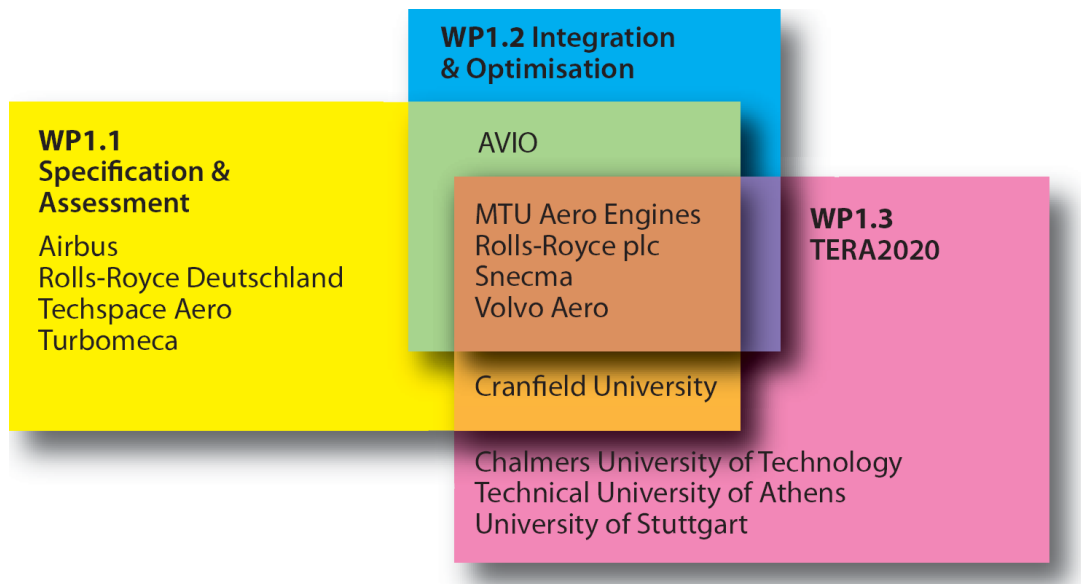 WP1.2 Integration
& Optimisation
WP1.1
Specification &
Assessment
Airbus
Rolls-Royce Deutschland
Techspace Aero
Turbomeca
AVIO
MTU Aero Engines
Rolls-Royce plc
Snecma
Volvo Aero
WP1.3
TERA2020
Cranfield University
Chalmers University of Technology
Technical University of Athens
University of Stuttgart